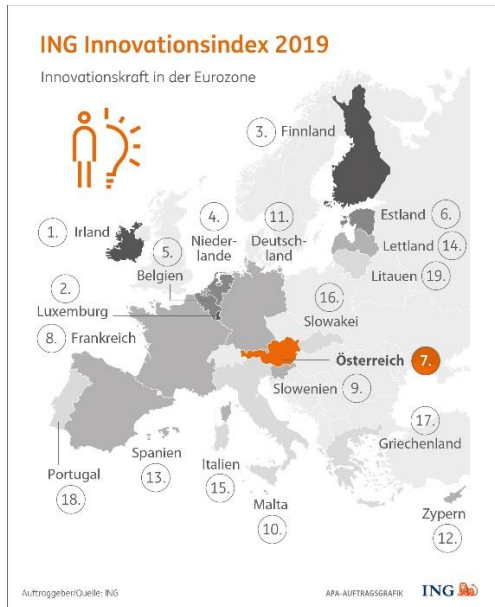 ING Innovationsindex 2019
Innovationskraft in der Eurozone
3. Finnland
1. Irland
4.
Nieder-
lande
11.
Deutsch-
land
Estland 6.
Lettland 14.
Litauen 19.
5.
Belgien
2.
Luxemburg
8. Frankreich
16.
Slowakei
Österreich 7.
Slowenien 9.
17.
Griechenland
Portugal
18.
Spanien
13.
Italien
15.
Malta
10.
Zypern
12.
Auftraggeber/Quelle: ING
APA-AUFTRAGSGRAFIK
ING